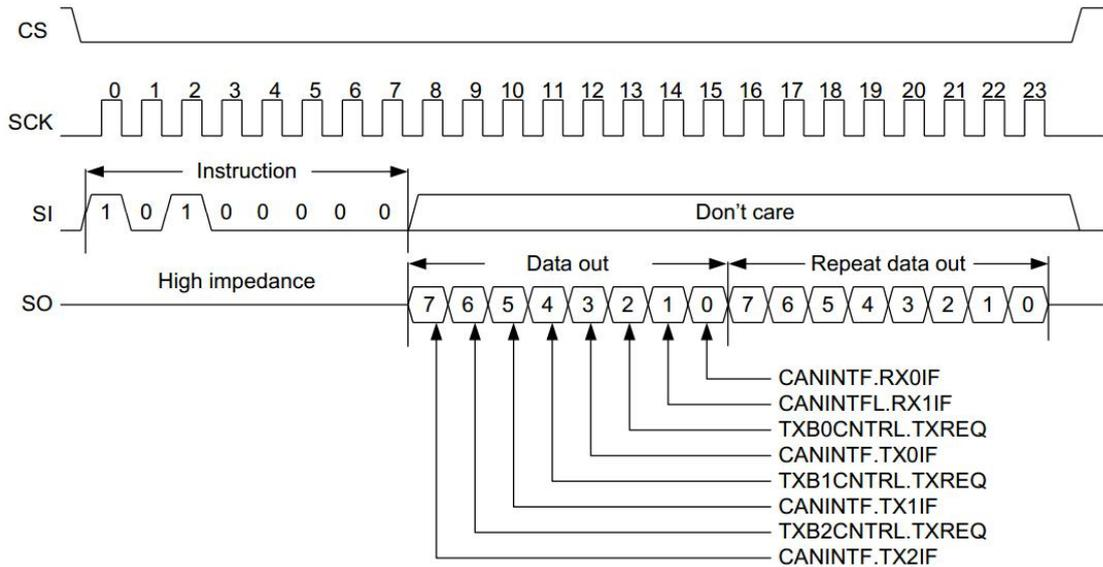 CS
0 1 2 3 4 5 6 7 8 9 10 11 12 13 14 15 16 17 18 19 20 21 22 23
SCK
Instruction
SI 1 0 1 0 0 0 0 0 Don't care
High impedance Data out Repeat data out
SO 7 6 5 4 3 2 1 0 7 6 5 4 3 2 1 0
CANINTF.RX0IF
CANINTFL.RX1IF
TXB0CNTRL.TXREQ
CANINTF.TX0IF
TXB1CNTRL.TXREQ
CANINTF.TX1IF
TXB2CNTRL.TXREQ
CANINTF.TX2IF